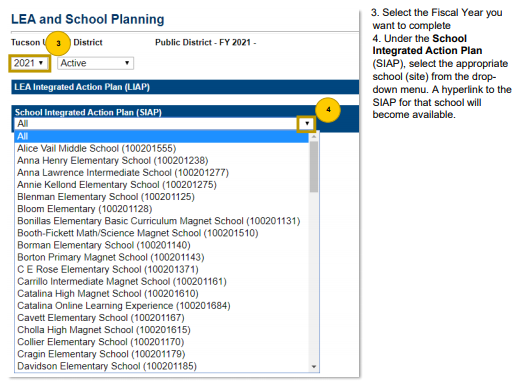 LEA and School Planning
Tucson U 3 District Public District - FY 2021 -
2021 Active
LEA Integrated Action Plan (LIAP)
School Integrated Action Plan (SIAP)
All
4
All
Alice Vail Middle School (100201555)
Anna Henry Elementary School (100201238)
Anna Lawrence Intermediate School (100201277)
Annie Kellond Elementary School (100201275)
Blenman Elementary School (100201125)
Bloom Elementary (100201128)
Bonillas Elementary Basic Curriculum Magnet School (100201131)
Booth-Fickett Math/Science Magnet School (100201510)
Borman Elementary School (100201140)
Borton Primary Magnet School (100201143)
C E Rose Elementary School (100201371)
Carrillo Intermediate Magnet School (100201161)
Catalina High Magnet School (100201610)
Catalina Online Learning Experience (100201684)
Cavett Elementary School (100201167)
Cholla High Magnet School (100201615)
Collier Elementary School (100201170)
Cragin Elementary School (100201179)
Davidson Elementary School (100201185)
3. Select the Fiscal Year you
want to complete
4. Under the School
Integrated Action Plan
(SIAP), select the appropriate
school (site) from the drop-
down menu. A hyperlink to the
SIAP for that school will
become available.